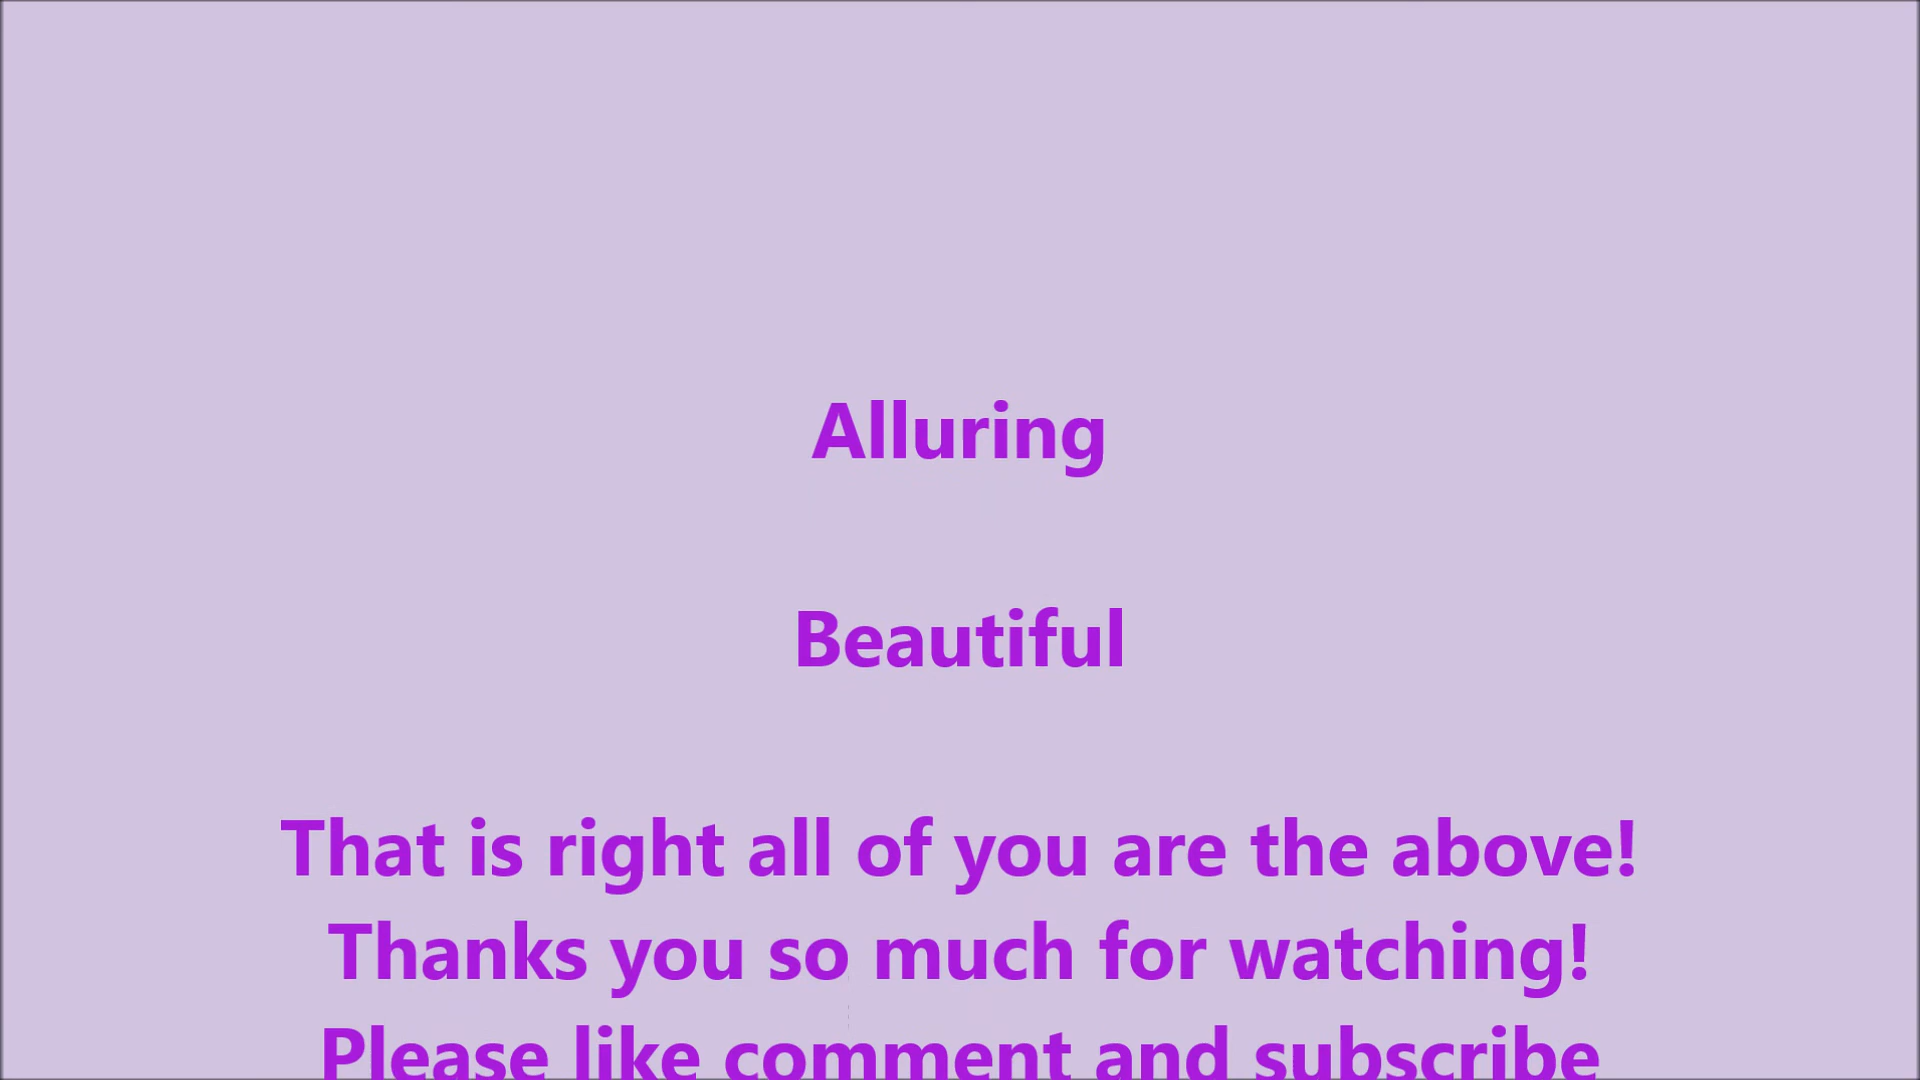 Alluring
Beautiful
That is right all of you are the above!
Thanks you so much for watching!
Please like comment and subscribe